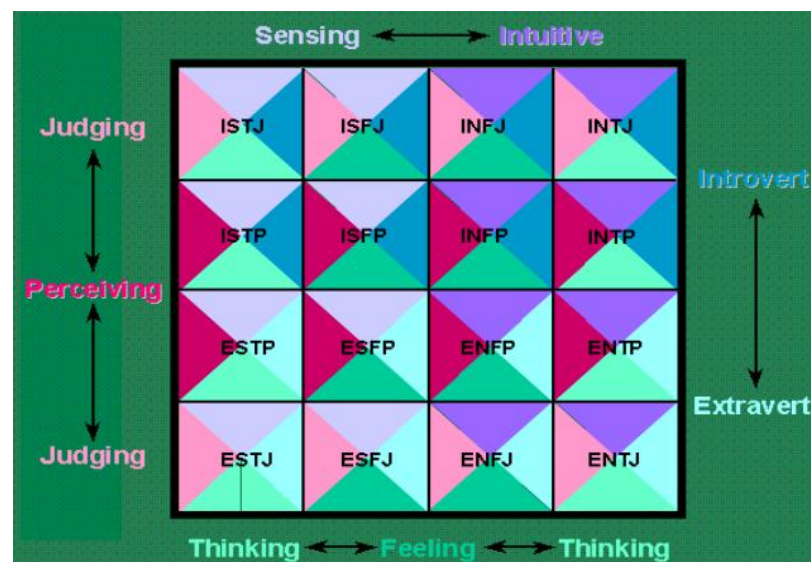 Sensing Intuitive
ISTJ ISFJ INFJ INTJ
Judging
Introvert
ISTP ISFP INFP INTP
Perceiving
ESTP ESFP ENFP ENTP
Extravert
Judging
ESTJ ESFJ ENFJ ENTJ
Thinking Feeling Thinking